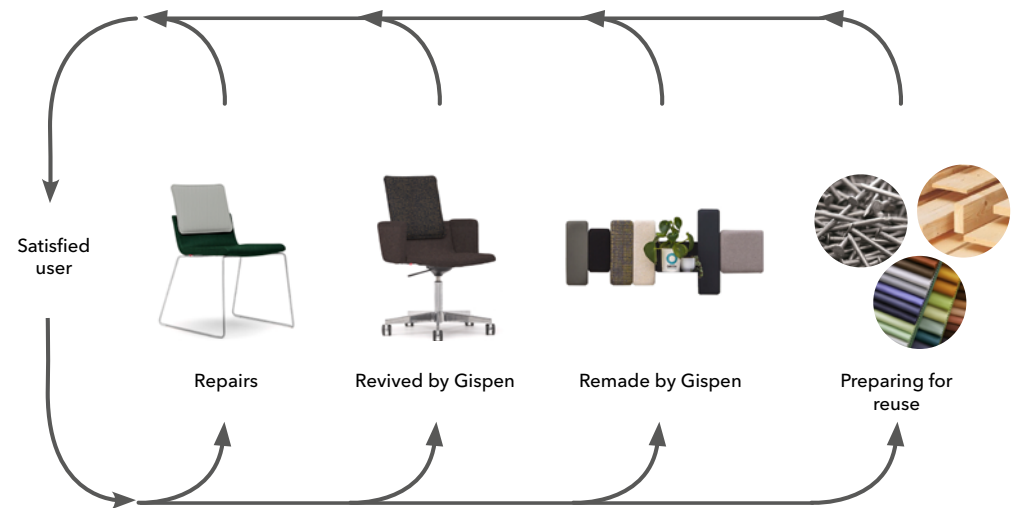 Satisfied
user
Repairs
Revived by Gispen
Remade by Gispen
Preparing for
reuse